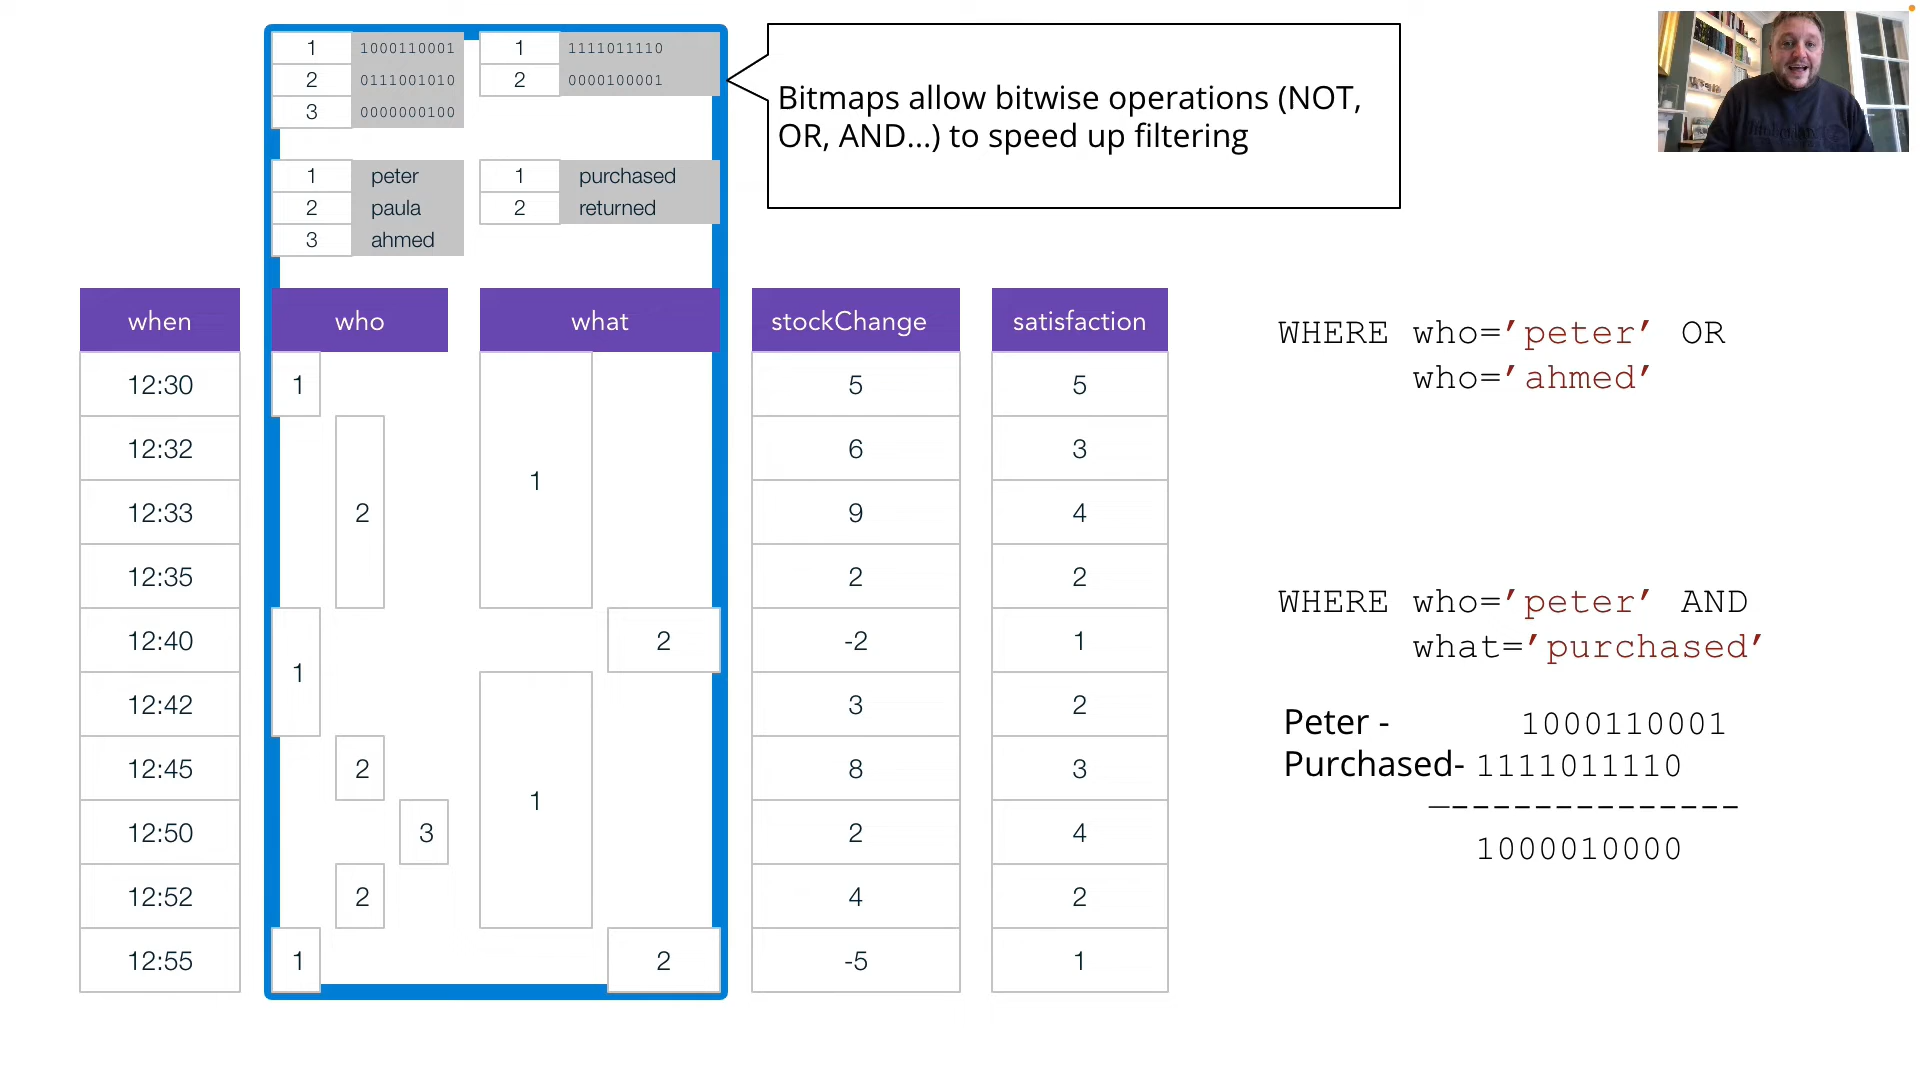 1 1000110001 1 1111011110
2 0111001010 2 0000100001
3 0000000100
Bitmaps allow bitwise operations (NOT,
OR, AND...) to speed up filtering
1 peter 1 purchased
2 paula 2 returned
3 ahmed
when who what stockChange satisfaction
12:30 1 5 5
12:32 6 3
1
12:33 2 9 4
12:35 2 2
12:40 2 -2 1
1
12:42 3 2
12:45 2 8 3
1
12:50 3 2 4
12:52 2 4 2
12:55 1 2 -5 1
WHERE who=’peter’ OR
who=’ahmed’
WHERE who=’peter’ AND
what=’purchased’
Peter - 1000110001
Purchased- 1111011110
—--------------
1000010000